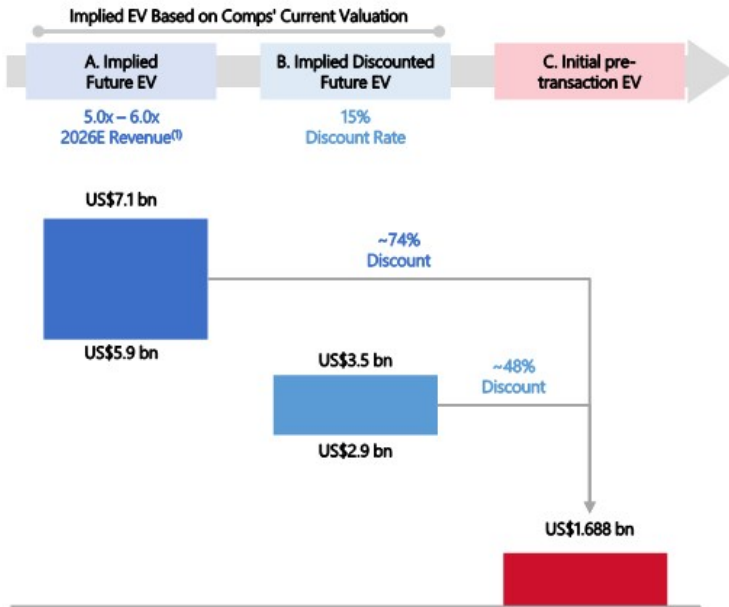 Implied EV Based on Comps' Current Valuation
A. Implied
Future EV
B. Implied Discounted
Future EV
C. Initial pre-
transaction EV
5.0x – 6.0x
2026E Revenue(1)
15%
Discount Rate
US$7.1 bn
~74%
Discount
US$5.9 bn
US$3.5 bn
~48%
Discount
US$2.9 bn
US$1.688 bn